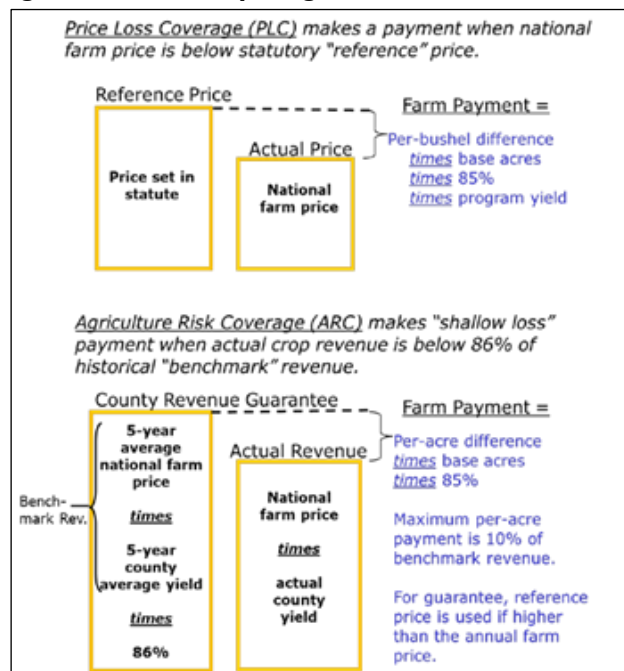 Price Loss Coverage (PLC) makes a payment when national
farm price is below statutory “reference” price.
Reference Price
Farm Payment =
Actual Price
Per-bushel difference
times base acres
times 85%
times program yield
Price set in
statute
National
farm price
Agriculture Risk Coverage (ARC) makes “shallow loss”
payment when actual crop revenue is below 86% of
historical “benchmark” revenue.
County Revenue Guarantee
Farm Payment =
5-year
average
national farm
price
times
5-year
county
average yield
times
86%
Bench-
mark Rev.
Actual Revenue
National
farm price
times
actual
county
yield
Per-acre difference
times base acres
times 85%
Maximum per-acre
payment is 10% of
benchmark revenue.
For guarantee, reference
price is used if higher
than the annual farm
price.